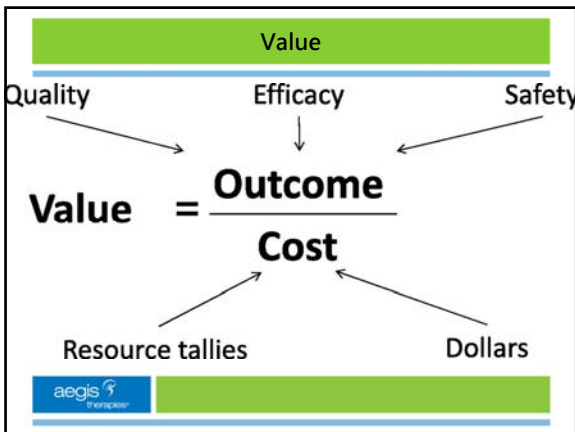 Value
Quality Efficacy Safety
Value = Outcome
Cost
Resource tallies Dollars
aegis
therapies